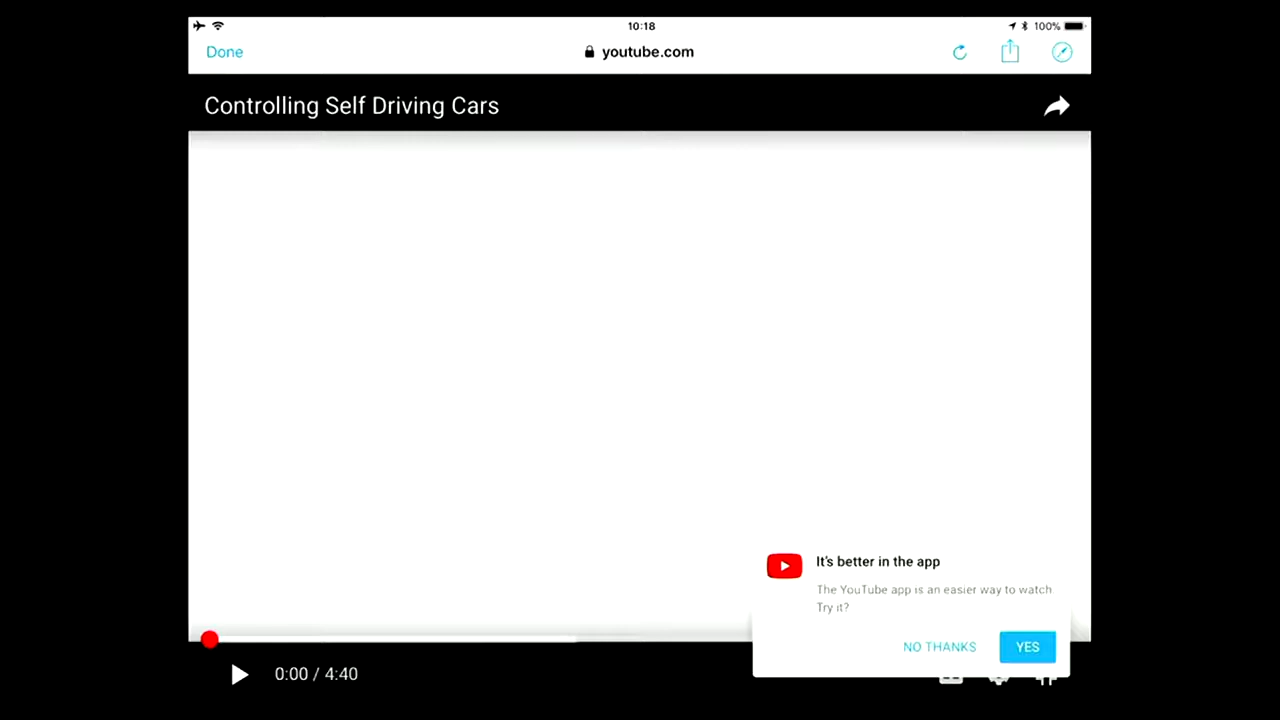 10:18
100%
Done
youtube.com
Controlling Self Driving Cars
It's better in the app
The YouTube app is an easier way to watch.
Try it?
NO THANKS
YES
0:00 / 4:40